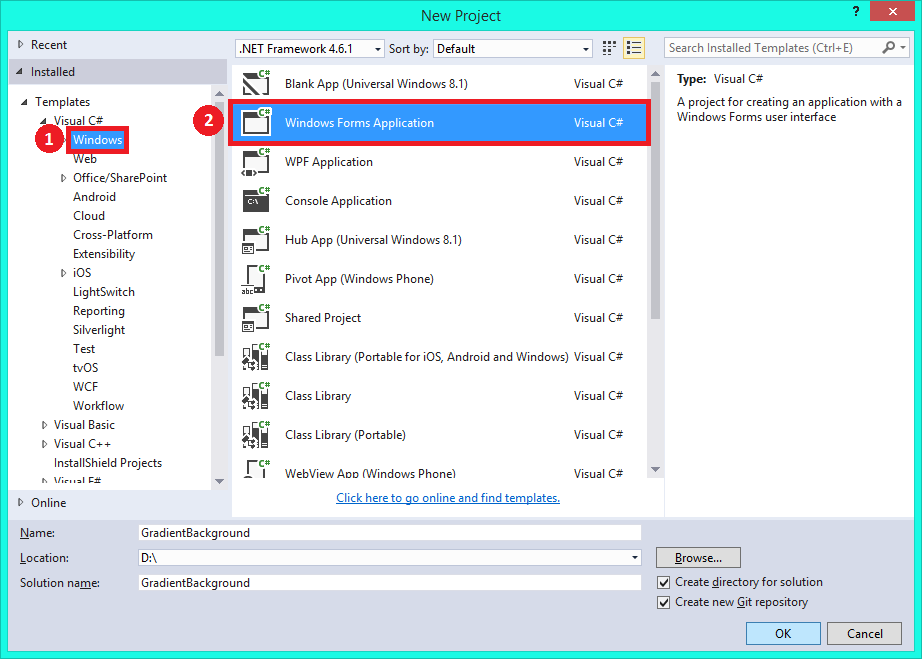 New Project
?
Recent
Installed
Templates
Visual C#
1
Windows
Web
Office/SharePoint
Android
Cloud
Cross-Platform
Extensibility
iOS
LightSwitch
Reporting
Silverlight
Test
tvOS
WCF
Workflow
Visual Basic
Visual C++
InstallShield Projects
Visual F#
Online
.NET Framework 4.6.1 Sort by: Default
Blank App (Universal Windows 8.1) Visual C#
2
Windows Forms Application Visual C#
WPF Application Visual C#
Console Application Visual C#
Hub App (Universal Windows 8.1) Visual C#
Pivot App (Windows Phone) Visual C#
Shared Project Visual C#
Class Library (Portable for iOS, Android and Windows) Visual C#
Class Library Visual C#
Class Library (Portable) Visual C#
WebView App (Windows Phone) Visual C#
Click here to go online and find templates.
Search Installed Templates (Ctrl+E)
Type: Visual C#
A project for creating an application with a
Windows Forms user interface
Name: GradientBackground
Location: D:\ Browse...
Solution name: GradientBackground
Create directory for solution
Create new Git repository
OK Cancel